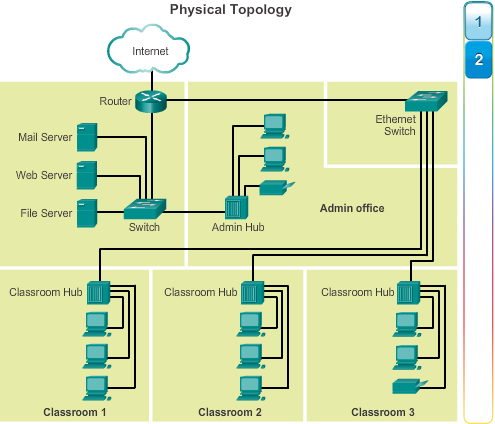 Physical Topology
1
2
Internet
Router
Ethernet
Switch
Mail Server
Web Server
File Server
Switch
Admin Hub
Admin office
Classroom Hub
Classroom Hub
Classroom Hub
Classroom 1
Classroom 2
Classroom 3